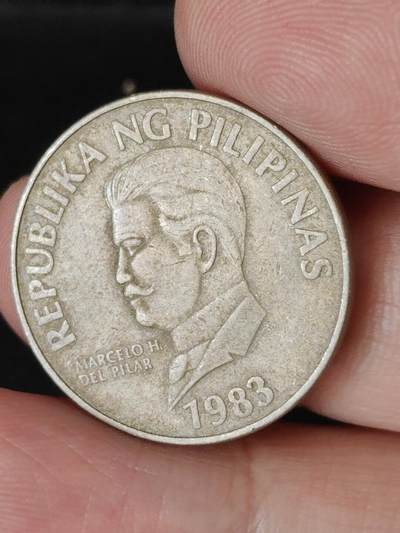 REPUBLIKA NG PILIPINAS
MARCELO H.
DEL PILAR
1983